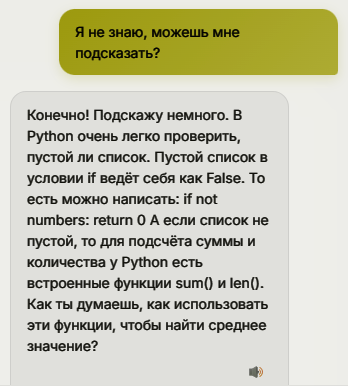 Я не знаю, можешь мне
подсказать?
Конечно! Подскажу немного. В
Python очень легко проверить,
пустой ли список. Пустой список в
условии if ведёт себя как False. То
есть можно написать: if not
numbers: return 0 А если список не
пустой, то для подсчёта суммы и
количества у Python есть
встроенные функции sum() и len().
Как ты думаешь, как использовать
эти функции, чтобы найти среднее
значение?